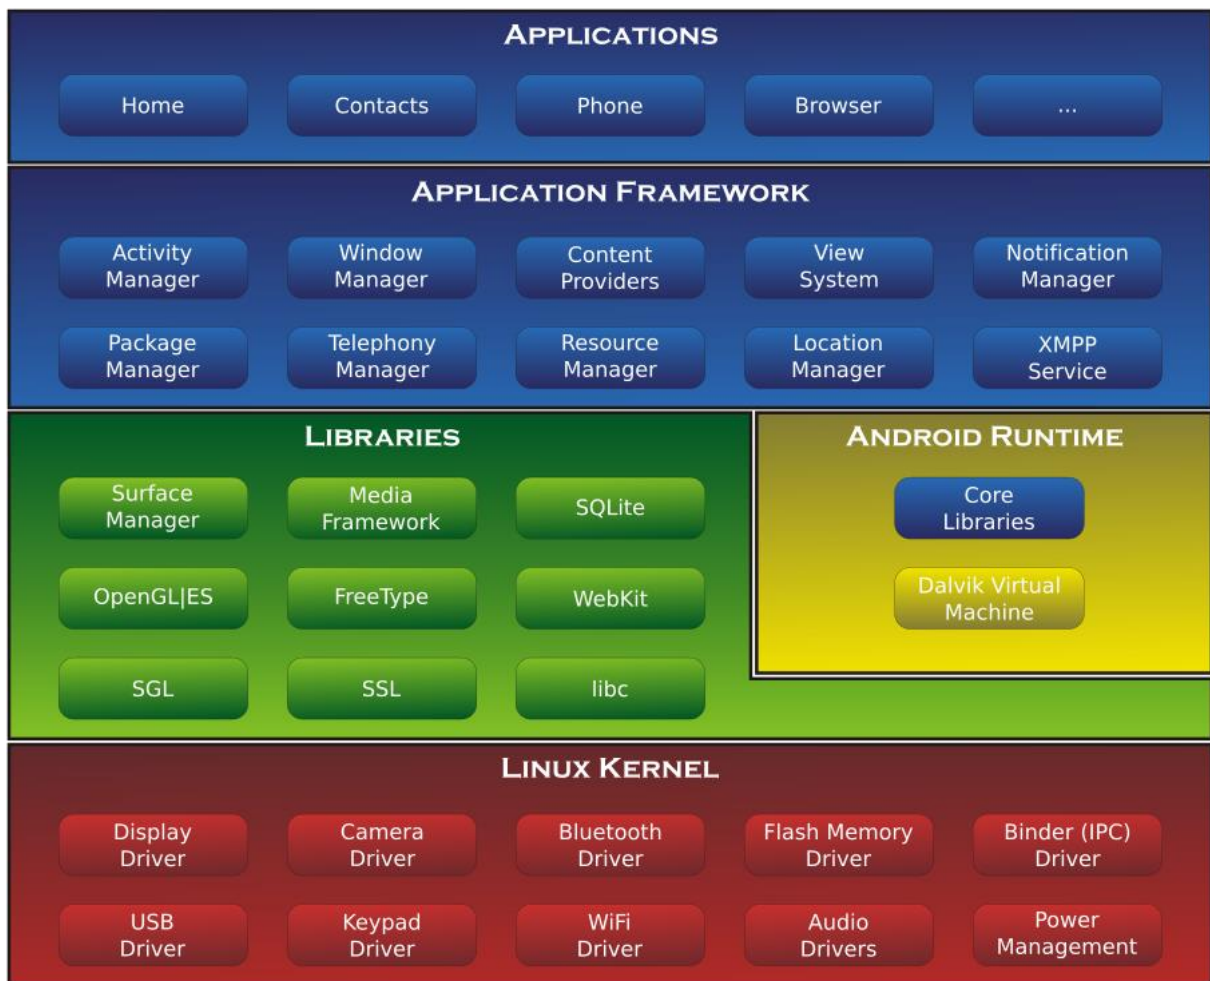 APPLICATIONS
Home
Contacts
Phone
Browser
...
APPLICATION FRAMEWORK
Activity
Manager
Window
Manager
Content
Providers
View
System
Notification
Manager
Package
Manager
Telephony
Manager
Resource
Manager
Location
Manager
XMPP
Service
LIBRARIES
Surface
Manager
Media
Framework
SQLite
OpenGL|ES
FreeType
WebKit
SGL
SSL
libc
ANDROID RUNTIME
Core
Libraries
Dalvik Virtual
Machine
LINUX KERNEL
Display
Driver
Camera
Driver
Bluetooth
Driver
Flash Memory
Driver
Binder (IPC)
Driver
USB
Driver
Keypad
Driver
WiFi
Driver
Audio
Drivers
Power
Management